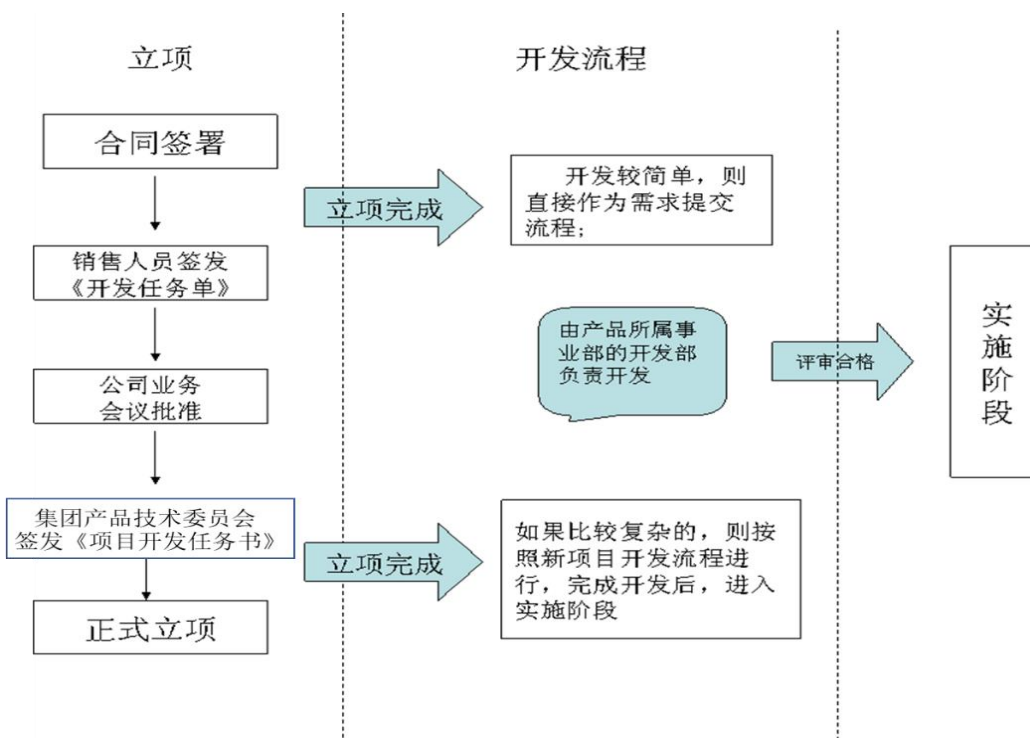 立项
合同签署
销售人员签发
《开发任务单》
公司业务
会议批准
集团产品技术委员会
签发《项目开发任务书》
正式立项
立项完成
立项完成
开发流程
开发较简单，则
直接作为需求提交
流程;
由产品所属事
业部的开发部
负责开发
如果比较复杂的，则按
照新项目开发流程进
行，完成开发后，进入
实施阶段
评审合格
实
施
阶
段